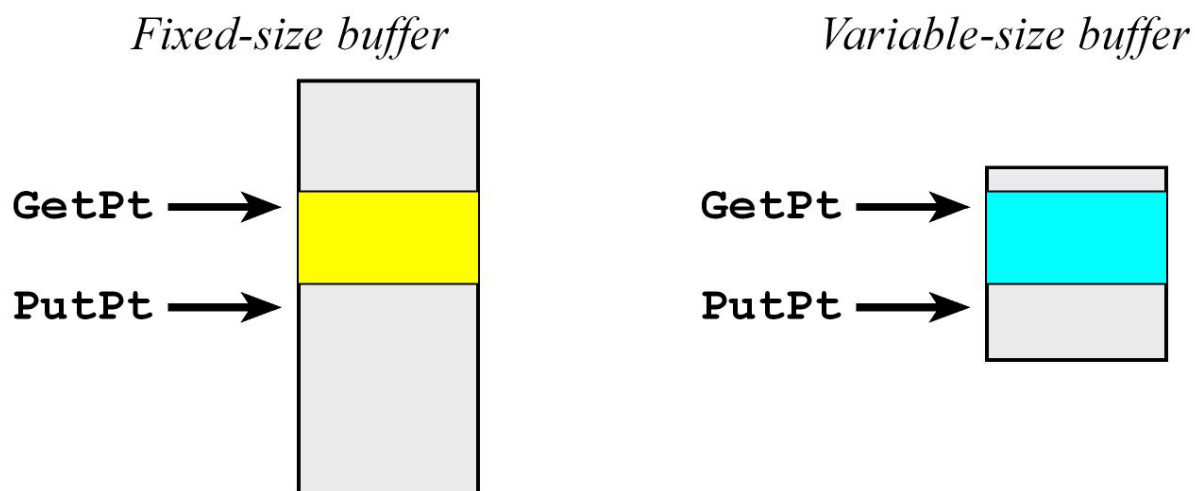 Fixed-size buffer
Variable-size buffer
GetPt
GetPt
PutPt
PutPt